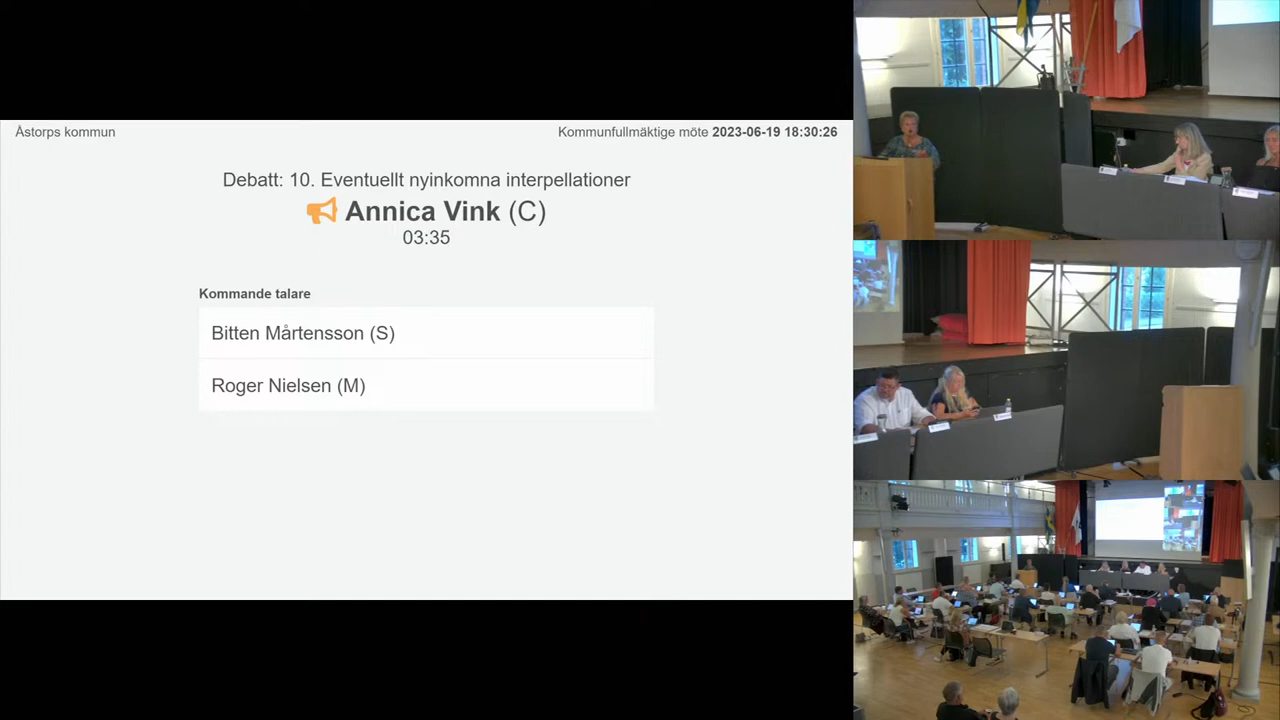 Åstorps kommun
Kommunfullmäktige möte 2023-06-19 18:30:26
Debatt: 10. Eventuellt nyinkomna interpellationer
Annica Vink (C)
03:35
Kommande talare
Bitten Mårtensson (S)
Roger Nielsen (M)